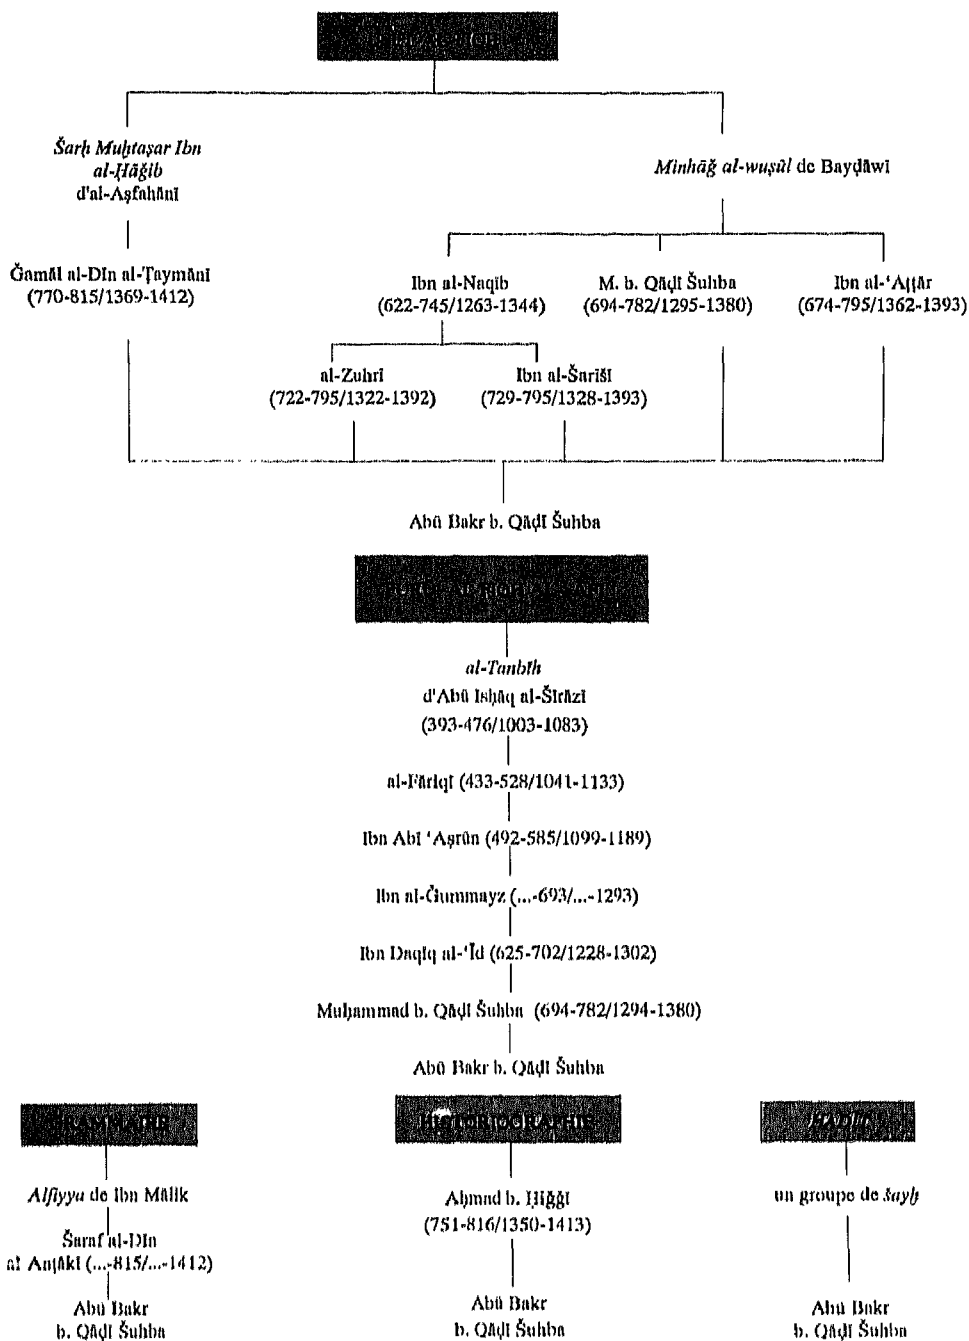 Šarḥ Muḫtaṣar Ibn
al-Ḥāǧib
d'al-Aṣfahānī
Minhāǧ al-wuṣūl de Bayḍāwī
Ǧamāl al-Dīn al-Ṭaymānī
(770-815/1369-1412)
Ibn al-Naqīb
(622-745/1263-1344)
M. b. Qāḍī Šuhba
(694-782/1295-1380)
Ibn al-‘Aṭṭār
(674-795/1362-1393)
al-Zuhrī
(722-795/1322-1392)
Ibn al-Šarīšī
(729-795/1328-1393)
Abū Bakr b. Qāḍī Šuhba
al-Tanbīh
d'Abū Isḥāq al-Šīrāzī
(393-476/1003-1083)
al-Fāriqī (433-528/1041-1133)
Ibn Abī ‘Aṣrūn (492-585/1099-1189)
Ibn al-Ǧummayz (...-693/...-1293)
Ibn Daqīq al-‘Īd (625-702/1228-1302)
Muḥammad b. Qāḍī Šuhba (694-782/1294-1380)
Abū Bakr b. Qāḍī Šuhba
GRAMMAIRE
HISTORIOGRAPHIE
Alfiyya de Ibn Mālik
Šaraf al-Dīn
al Anṭākī (...-815/...-1412)
Abū Bakr
b. Qāḍī Šuhba
Aḥmad b. Ḥiǧǧī
(751-816/1350-1413)
Abū Bakr
b. Qāḍī Šuhba
un groupe de šayḫ
Abū Bakr
b. Qāḍī Šuhba